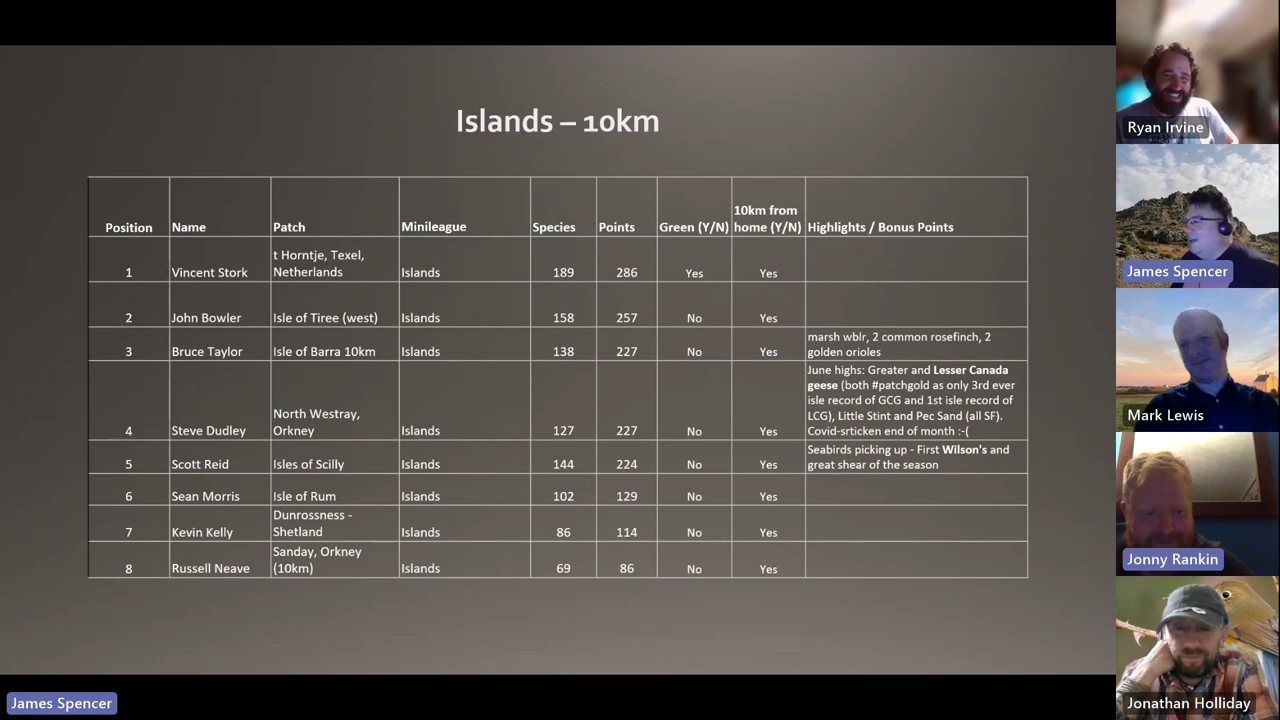 Islands – 10km
Position Name Patch Minileague Species Points Green (Y/N) 10km from home (Y/N) Highlights / Bonus Points
1 Vincent Stork t Horntje, Texel, Netherlands Islands 189 286 Yes Yes
2 John Bowler Isle of Tiree (west) Islands 158 257 No Yes
3 Bruce Taylor Isle of Barra 10km Islands 138 227 No Yes marsh wblr, 2 common rosefinch, 2
golden orioles
4 Steve Dudley North Westray, Orkney Islands 127 227 No Yes June highs: Greater and Lesser Canada
geese (both #patchgold as only 3rd ever
isle record of GCG and 1st isle record of
LCG), Little Stint and Pec Sand (all SF).
Covid-srticken end of month :-(
5 Scott Reid Isles of Scilly Islands 144 224 No Yes Seabirds picking up - First Wilson's and
great shear of the season
6 Sean Morris Isle of Rum Islands 102 129 No Yes
7 Kevin Kelly Dunrossness - Shetland Islands 86 114 No Yes
8 Russell Neave Sanday, Orkney (10km) Islands 69 86 No Yes
Ryan Irvine
James Spencer
Mark Lewis
Jonny Rankin
Jonathan Holliday
James Spencer